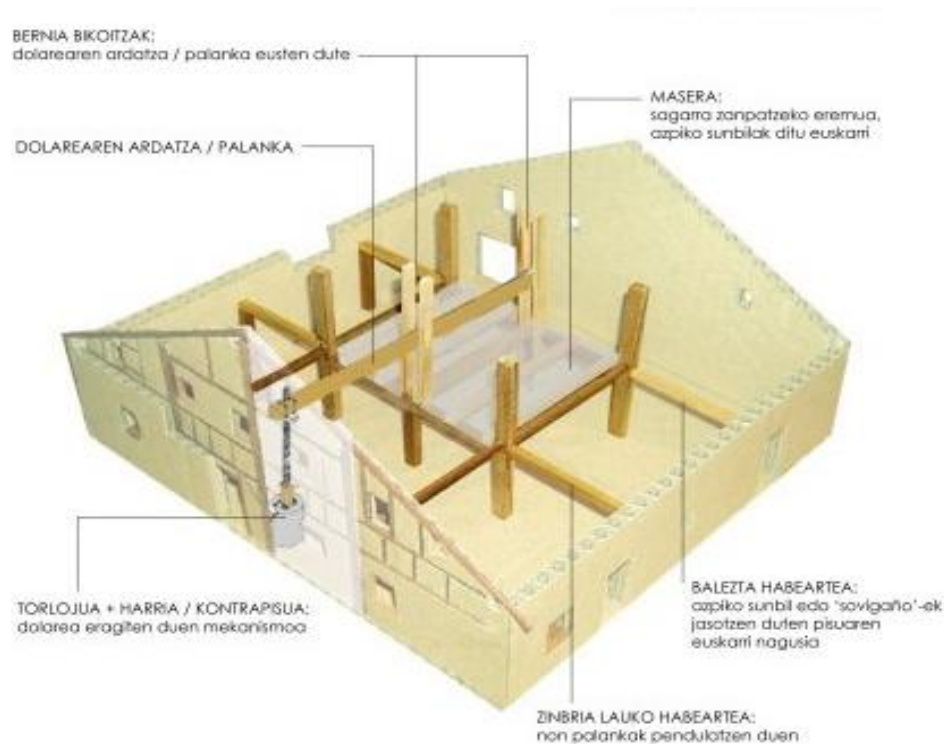 BERNIA BIKOITZAK:
dolarearen ardatza / palanka eusten dute
MASERA:
sagarra zanpatzeko eremua,
azpiko sunbilak ditu euskarri
DOLAREAREN ARDATZA / PALANKA
TORLOJUA + HARRIA / KONTRAPISUA:
dolarea eragiten duen mekanismoa
BALEZTA HABEARTEA:
azpiko sunbil edo 'sovigaño'-ek
jasotzen duten pisuaren
euskarri nagusia
ZINBRIA LAUKO HABEARTEA:
non palankak pendulatzen duen